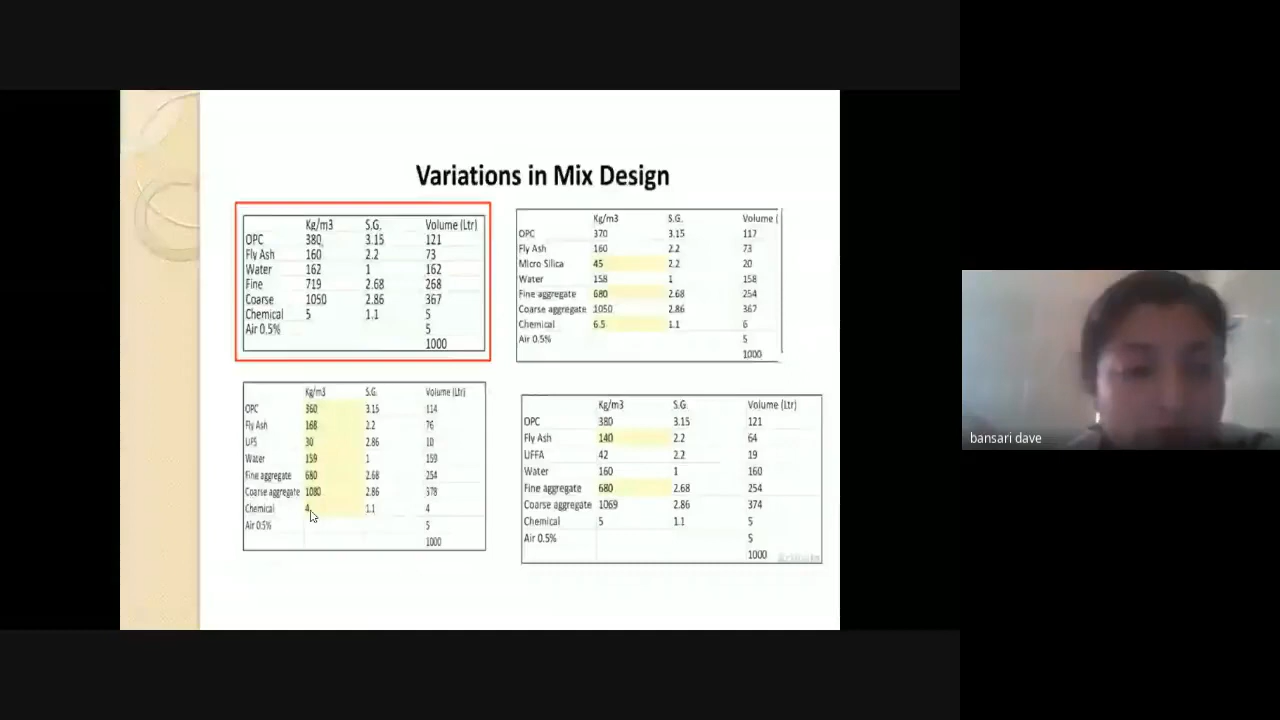 Variations in Mix Design
Kg/m3 S.G. Volume (Ltr)
OPC 380 3.15 121
Fly Ash 160 2.2 73
Water 162 1 162
Fine 719 2.68 268
Coarse 1050 2.86 367
Chemical 5 1.1 5
Air 0.5% 5
1000
Kg/m3 S.G. Volume (
OPC 370 3.15 117
Fly Ash 160 2.2 73
Micro Silica 45 2.2 20
Water 158 1 158
Fine aggregate 680 2.68 254
Coarse aggregate 1050 2.86 367
Chemical 6.5 1.1 6
Air 0.5% 5
1000
Kg/m3 S.G. Volume (Ltr)
OPC 360 3.15 114
Fly Ash 168 2.2 76
UFS 30 2.86 10
Water 159 1 159
Fine aggregate 680 2.68 254
Coarse aggregate 1080 2.86 378
Chemical 4 1.1 4
Air 0.5% 5
1000
Kg/m3 S.G. Volume (Ltr)
OPC 380 3.15 121
Fly Ash 140 2.2 64
UFFA 42 2.2 19
Water 160 1 160
Fine aggregate 680 2.68 254
Coarse aggregate 1069 2.86 374
Chemical 5 1.1 5
Air 0.5% 5
1000
bansari dave